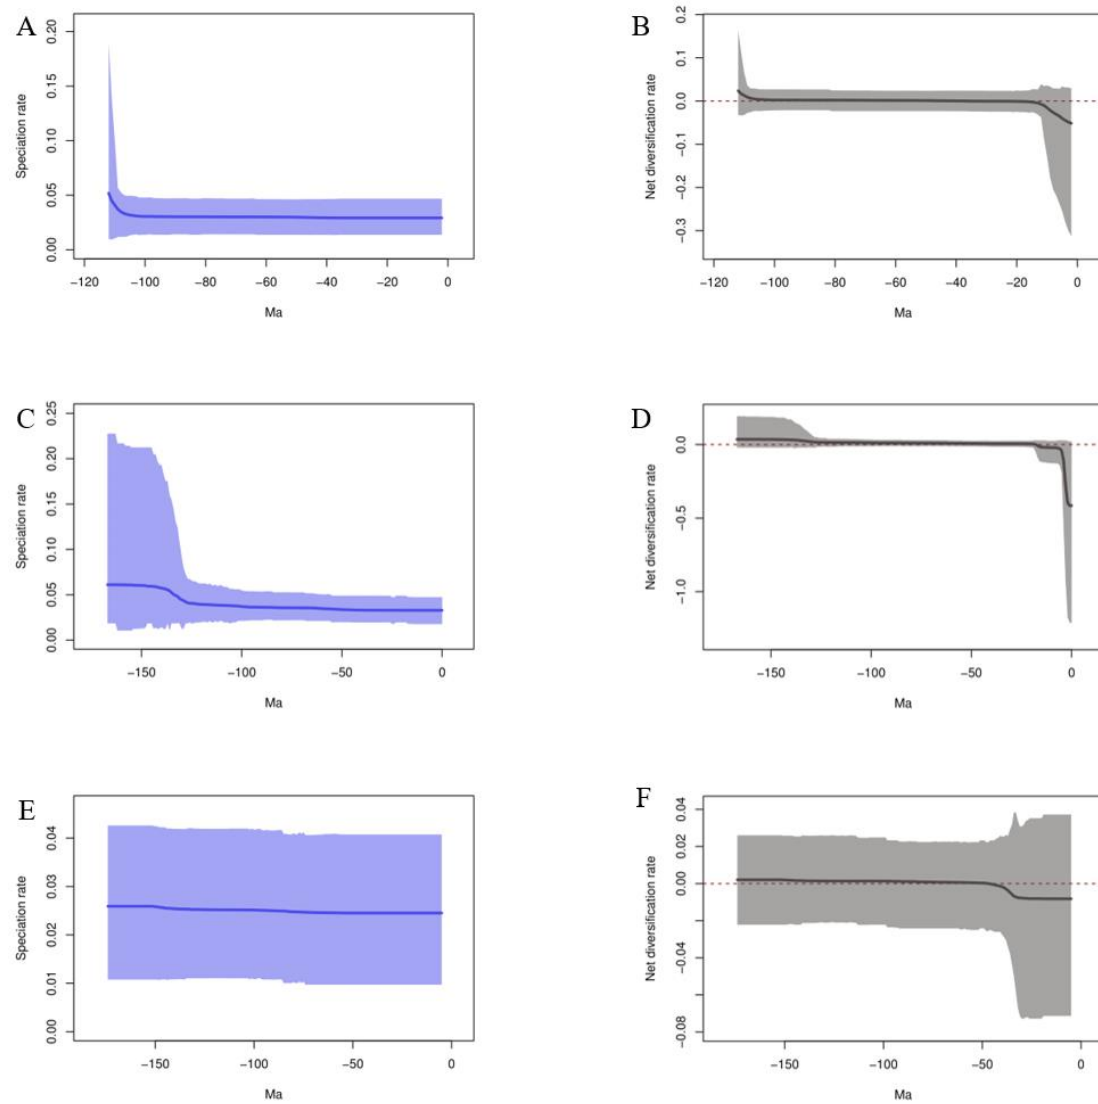 A
Speciation rate
0.20
0.15
0.10
0.05
0.00
−120 −100 −80 −60 −40 −20 0
Ma
B
Net diversification rate
0.2
0.1
0.0
−0.1
−0.2
−0.3
−120 −100 −80 −60 −40 −20 0
Ma
C
Speciation rate
0.25
0.20
0.15
0.10
0.05
0.00
−150 −100 −50 0
Ma
D
Net diversification rate
0.0
−0.5
−1.0
−150 −100 −50 0
Ma
E
Speciation rate
0.04
0.03
0.02
0.01
0.00
−150 −100 −50 0
Ma
F
Net diversification rate
0.04
0.02
0.00
−0.04
−0.08
−150 −100 −50 0
Ma